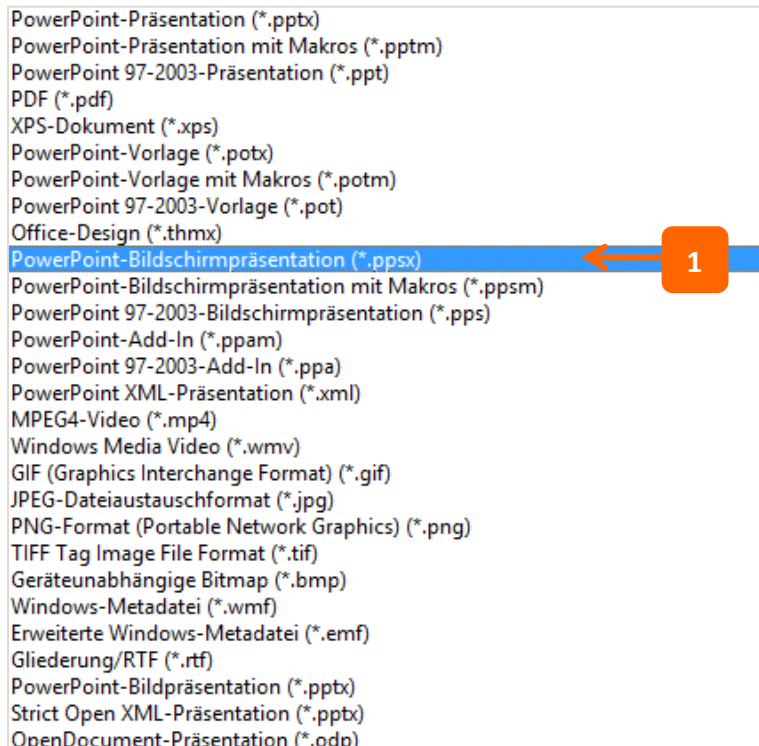 PowerPoint-Präsentation (*.pptx)
PowerPoint-Präsentation mit Makros (*.pptm)
PowerPoint 97-2003-Präsentation (*.ppt)
PDF (*.pdf)
XPS-Dokument (*.xps)
PowerPoint-Vorlage (*.potx)
PowerPoint-Vorlage mit Makros (*.potm)
PowerPoint 97-2003-Vorlage (*.pot)
Office-Design (*.thmx)
PowerPoint-Bildschirmpräsentation (*.ppsx) 1
PowerPoint-Bildschirmpräsentation mit Makros (*.ppsm)
PowerPoint 97-2003-Bildschirmpräsentation (*.pps)
PowerPoint-Add-In (*.ppam)
PowerPoint 97-2003-Add-In (*.ppa)
PowerPoint XML-Präsentation (*.xml)
MPEG4-Video (*.mp4)
Windows Media Video (*.wmv)
GIF (Graphics Interchange Format) (*.gif)
JPEG-Dateiaustauschformat (*.jpg)
PNG-Format (Portable Network Graphics) (*.png)
TIFF Tag Image File Format (*.tif)
Geräteunabhängige Bitmap (*.bmp)
Windows-Metadatei (*.wmf)
Erweiterte Windows-Metadatei (*.emf)
Gliederung/RTF (*.rtf)
PowerPoint-Bildpräsentation (*.pptx)
Strict Open XML-Präsentation (*.pptx)
OpenDocument-Präsentation (*.odp)